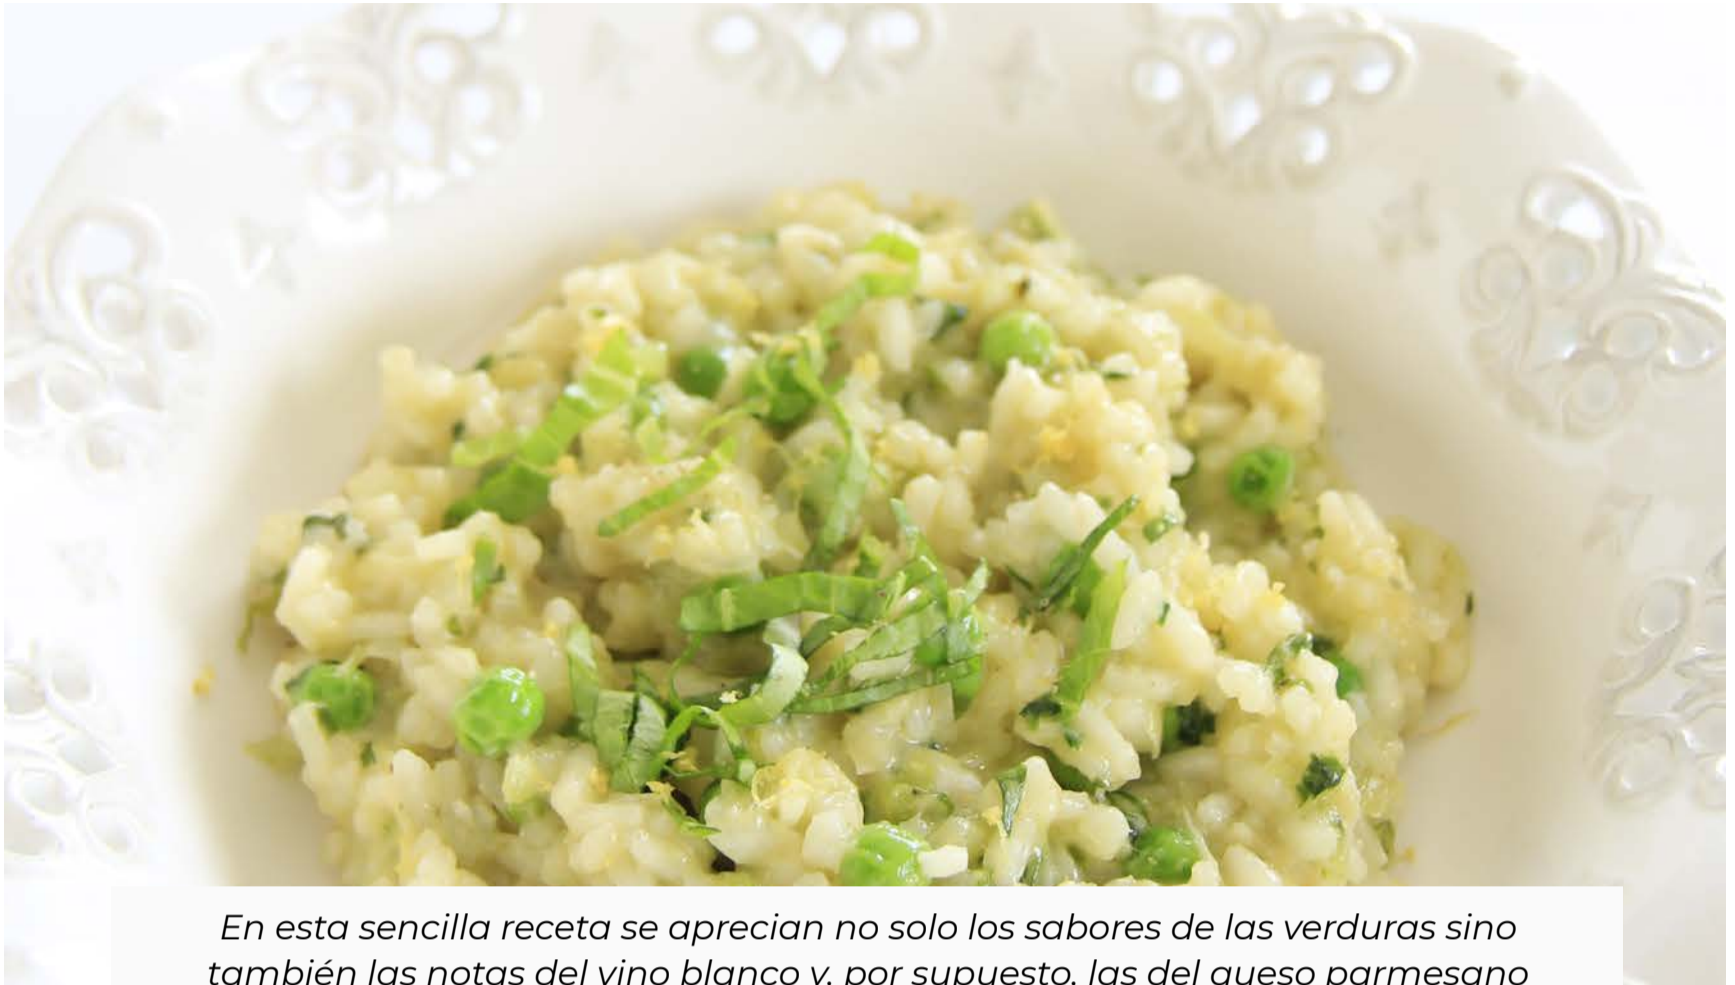 En esta sencilla receta se aprecian no solo los sabores de las verduras sino
también las notas del vino blanco y, por supuesto, las del queso parmesano